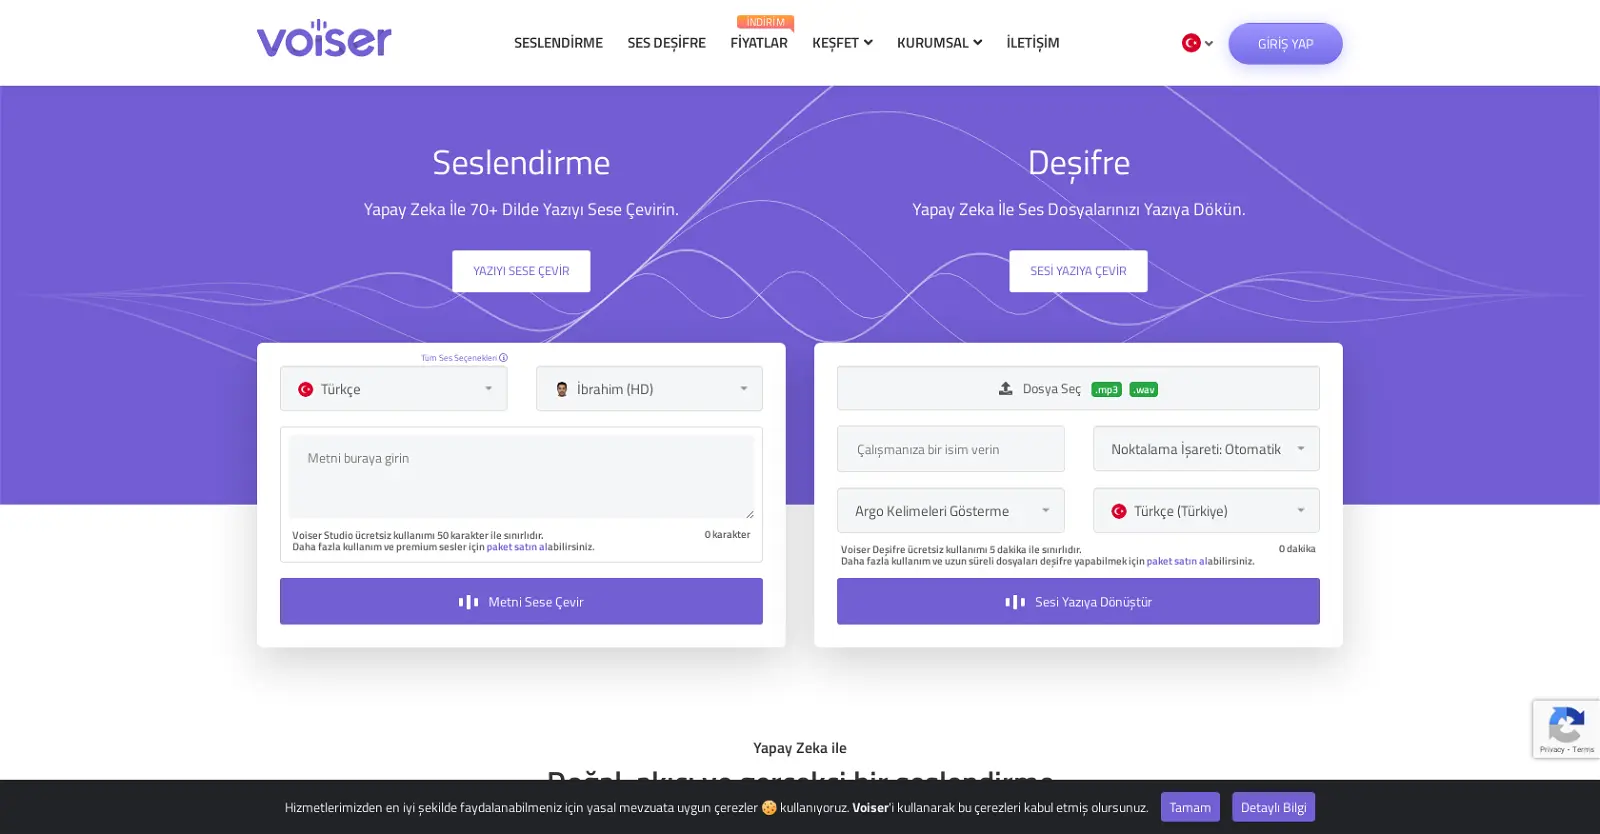 voiser
SESLENDİRME
SES DEŞİFRE
İNDİRİM
FİYATLAR
KEŞFET
KURUMSAL
İLETİŞİM
GİRİŞ YAP
Seslendirme
Yapay Zeka İle 70+ Dilde Yazıyı Sese Çevirin.
YAZIYI SESE ÇEVİR
Deşifre
Yapay Zeka İle Ses Dosyalarınızı Yazıya Dökün.
SESİ YAZIYA ÇEVİR
Tüm Ses Seçenekleri
Türkçe
İbrahim (HD)
Metni buraya girin
Voiser Studio ücretsiz kullanımı 50 karakter ile sınırlıdır.
0 karakter
Daha fazla kullanım ve premium sesler için paket satın alabilirsiniz.
Metni Sese Çevir
Dosya Seç .mp3 .wav
Çalışmanıza bir isim verin
Noktalama İşareti: Otomatik
Argo Kelimeleri Gösterme
Türkçe (Türkiye)
Voiser Deşifre ücretsiz kullanımı 5 dakika ile sınırlıdır.
0 dakika
Daha fazla kullanım ve uzun süreli dosyaları deşifre yapabilmek için paket satın alabilirsiniz.
Sesi Yazıya Dönüştür
Yapay Zeka ile
Doğal, akıcı ve gerçekçi bir seslendirme
Privacy - Terms
Hizmetlerimizden en iyi şekilde faydalanabilmeniz için yasal mevzuata uygun çerezler 🍪 kullanıyoruz. Voiser'i kullanarak bu çerezleri kabul etmiş olursunuz.
Tamam
Detaylı Bilgi